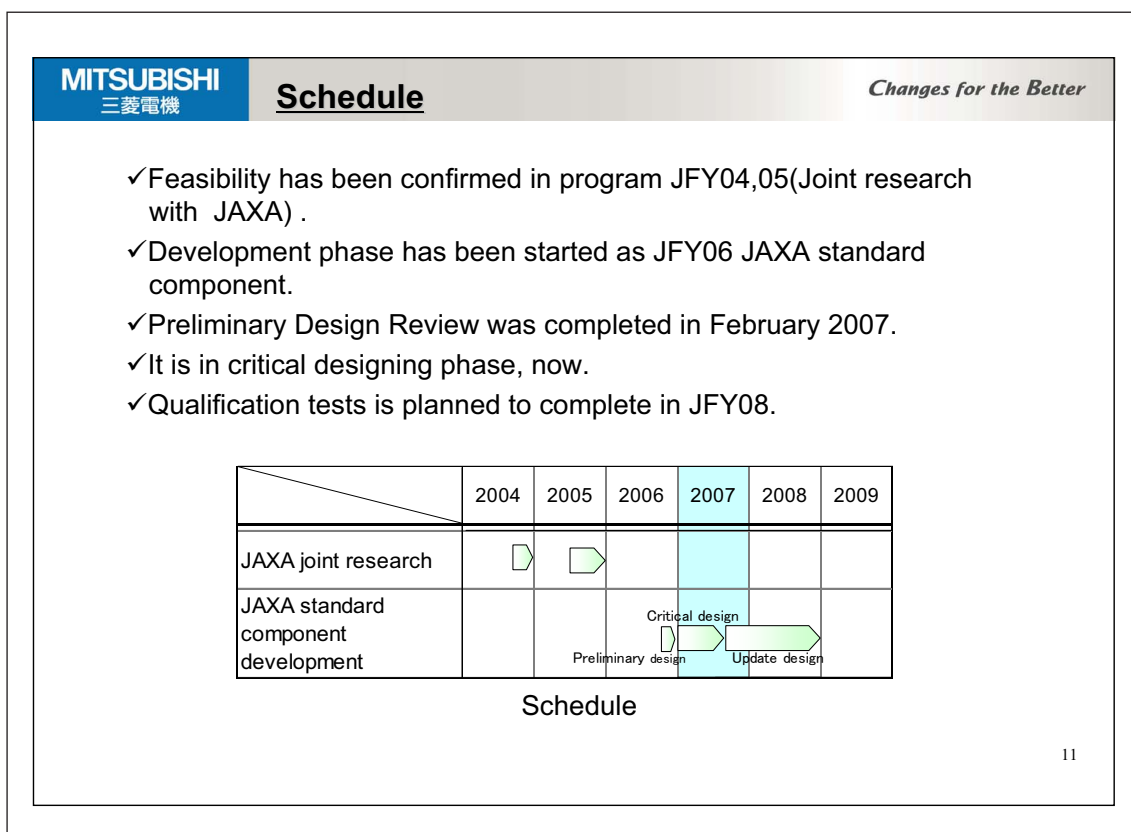 MITSUBISHI
三菱電機
Schedule
Changes for the Better
✓Feasibility has been confirmed in program JFY04,05(Joint research
with JAXA) .
✓Development phase has been started as JFY06 JAXA standard
component.
✓Preliminary Design Review was completed in February 2007.
✓It is in critical designing phase, now.
✓Qualification tests is planned to complete in JFY08.
2004 2005 2006 2007 2008 2009
JAXA joint research
JAXA standard
component
development
Critical design
Preliminary design
Update design
Schedule
11